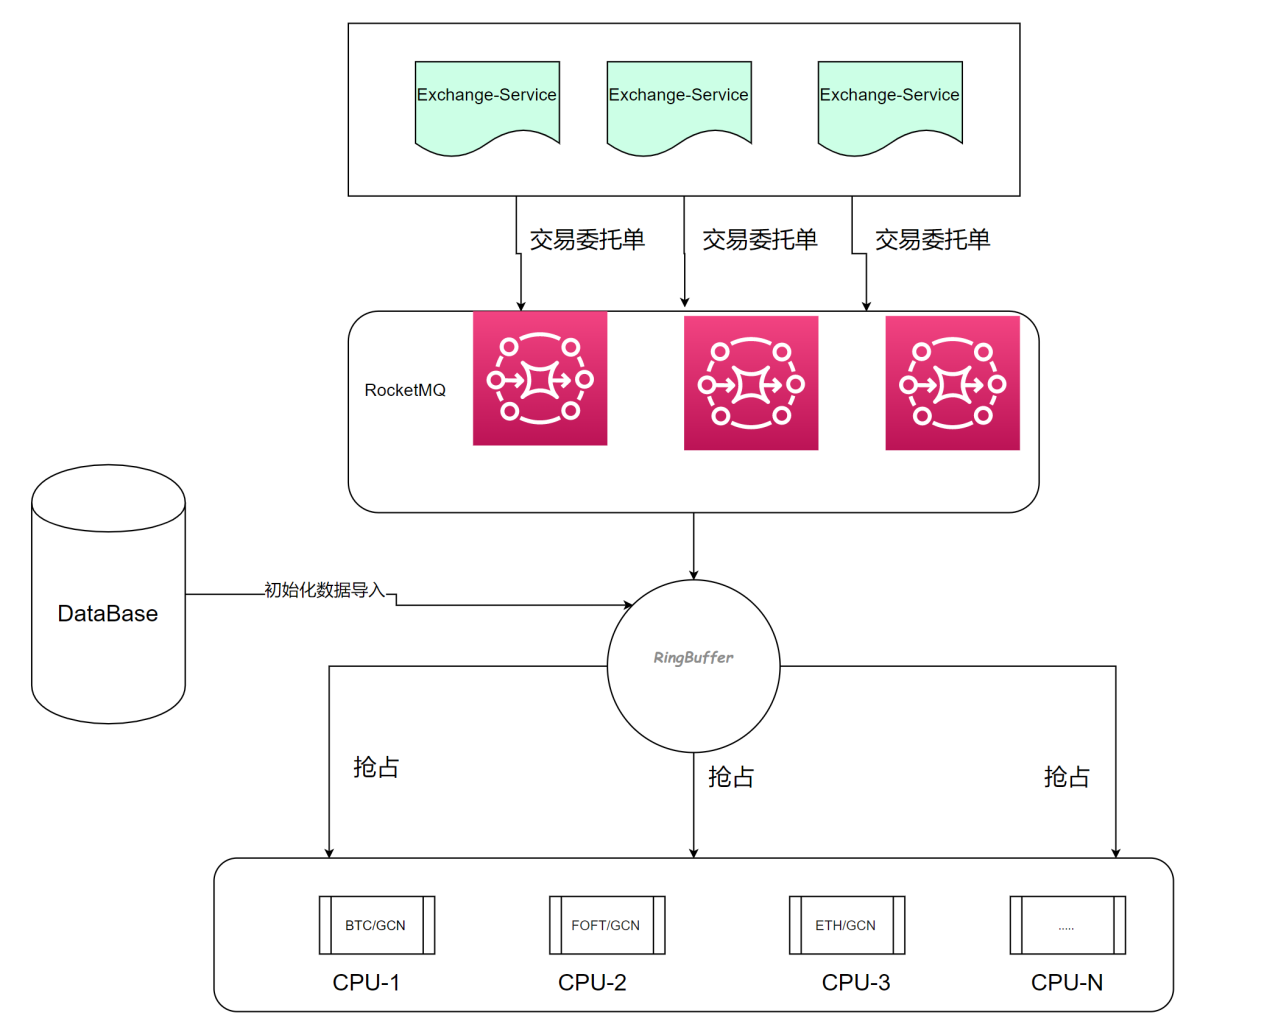 Exchange-Service
Exchange-Service
Exchange-Service
交易委托单
交易委托单
交易委托单
RocketMQ
初始化数据导入
DataBase
RingBuffer
抢占
抢占
抢占
BTC/GCN
FOFT/GCN
ETH/GCN
.....
CPU-1
CPU-2
CPU-3
CPU-N